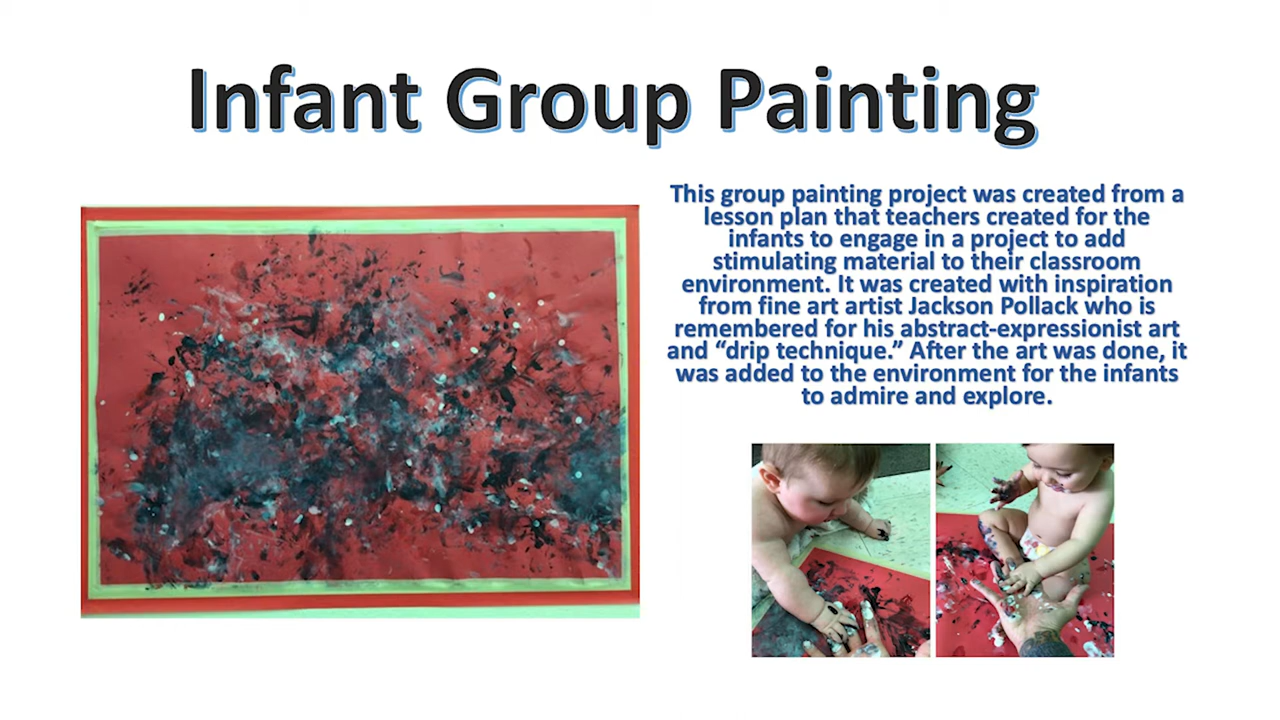 Infant Group Painting
This group painting project was created from a
lesson plan that teachers created for the
infants to engage in a project to add
stimulating material to their classroom
environment. It was created with inspiration
from fine art artist Jackson Pollack who is
remembered for his abstract-expressionist art
and “drip technique.” After the art was done, it
was added to the environment for the infants
to admire and explore.